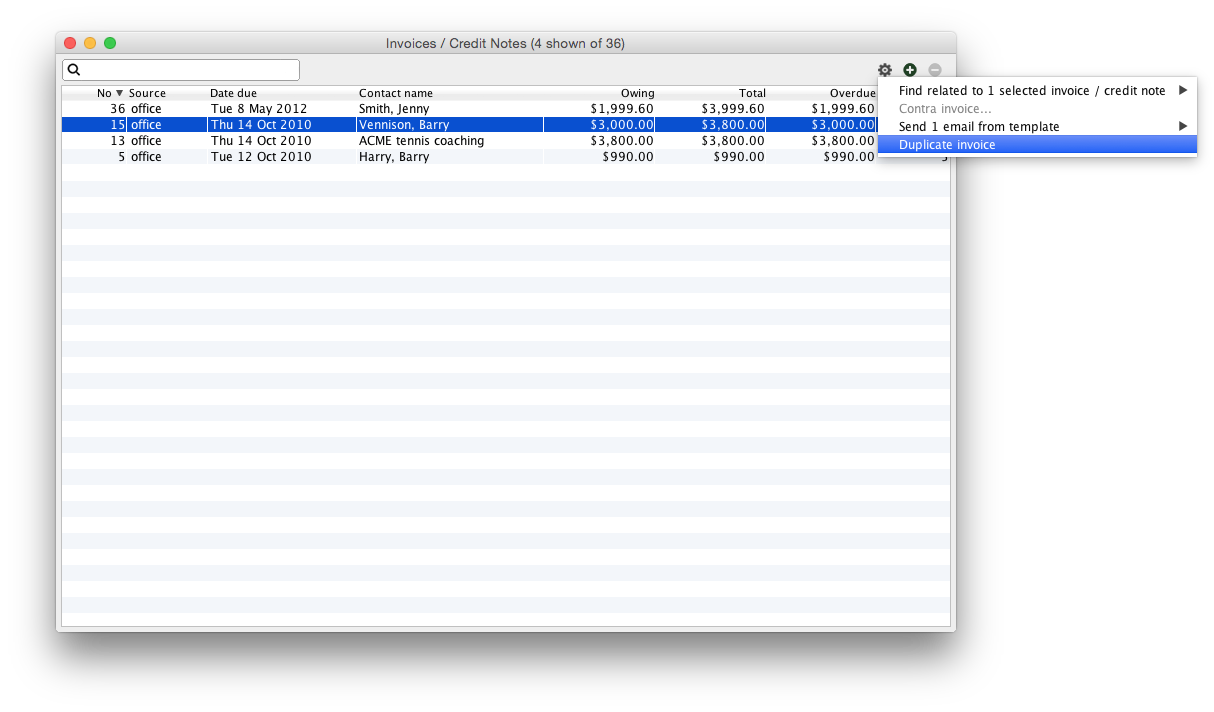 Invoices / Credit Notes (4 shown of 36)
No Source Date due Contact name Owing Total Overdue
36 office Tue 8 May 2012 Smith, Jenny $1,999.60 $3,999.60 $1,999.60
15 office Thu 14 Oct 2010 Vennison, Barry $3,000.00 $3,800.00 $3,000.00
13 office Thu 14 Oct 2010 ACME tennis coaching $3,800.00 $3,800.00 $3,800.00
5 office Tue 12 Oct 2010 Harry, Barry $990.00 $990.00 $990.00
Find related to 1 selected invoice / credit note
Contra invoice...
Send 1 email from template
Duplicate invoice